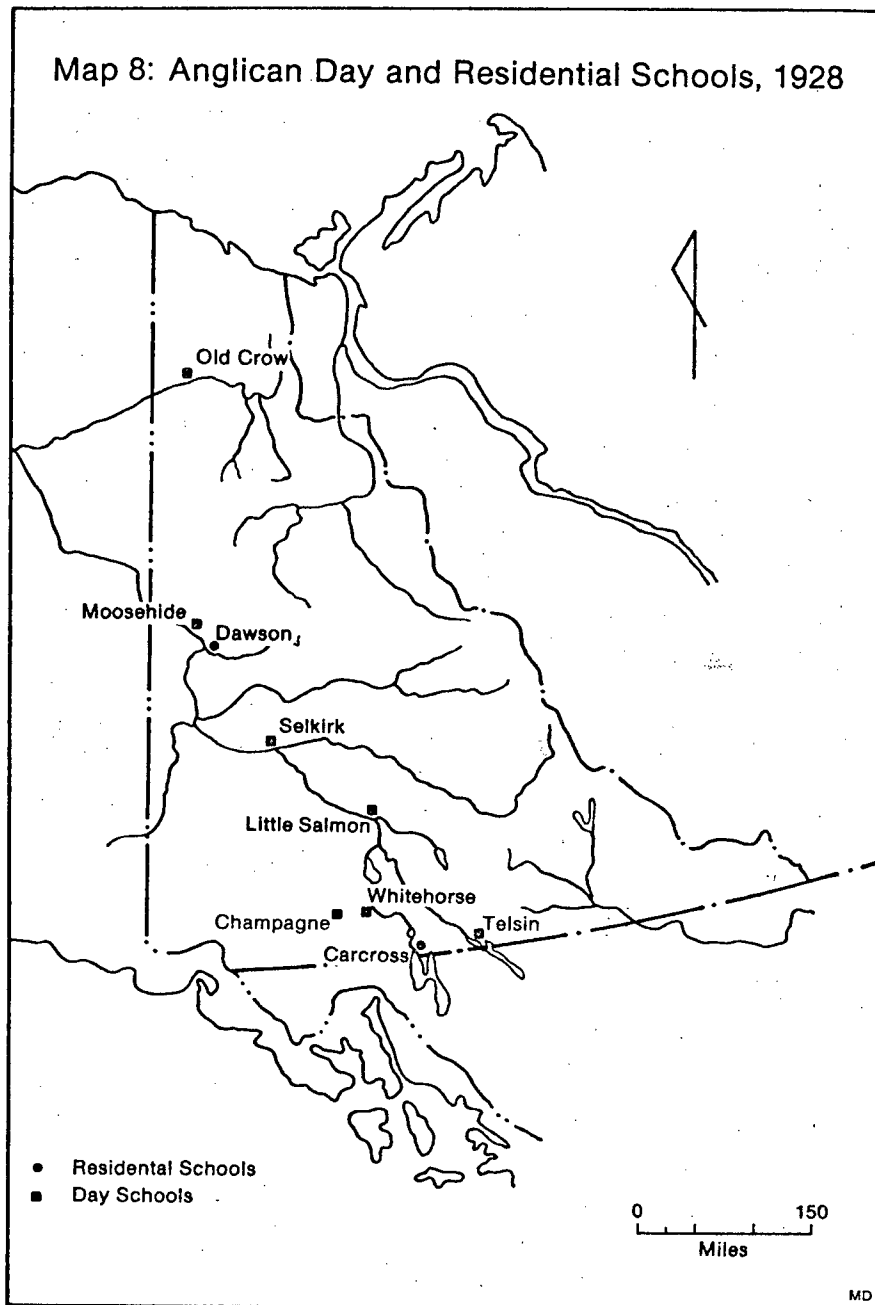 Map 8: Anglican Day and Residential Schools, 1928
Old Crow
Moosehide
Dawson
Selkirk
Little Salmon
Whitehorse
Champagne
Telsin
Carcross
Residental Schools
Day Schools
0 150
Miles
MD